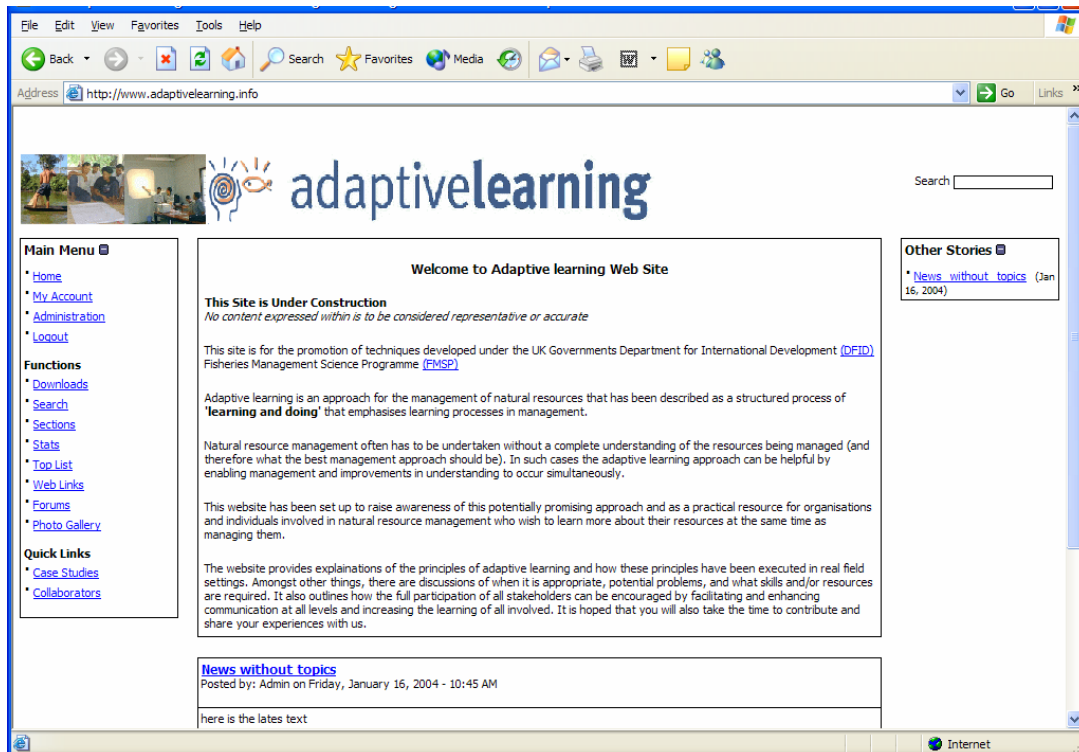 File Edit View Favorites Tools Help
Back Search Favorites Media
Address http://www.adaptivelearning.info Go Links »
adaptivelearning
Search
Main Menu
Home
My Account
Administration
Logout
Functions
Downloads
Search
Sections
Stats
Top List
Web Links
Forums
Photo Gallery
Quick Links
Case Studies
Collaborators
Welcome to Adaptive learning Web Site
This Site is Under Construction
No content expressed within is to be considered representative or accurate
This site is for the promotion of techniques developed under the UK Governments Department for International Development (DFID)
Fisheries Management Science Programme (FMSP)
Adaptive learning is an approach for the management of natural resources that has been described as a structured process of
'learning and doing' that emphasises learning processes in management.
Natural resource management often has to be undertaken without a complete understanding of the resources being managed (and
therefore what the best management approach should be). In such cases the adaptive learning approach can be helpful by
enabling management and improvements in understanding to occur simultaneously.
This website has been set up to raise awareness of this potentially promising approach and as a practical resource for organisations
and individuals involved in natural resource management who wish to learn more about their resources at the same time as
managing them.
The website provides explainations of the principles of adaptive learning and how these principles have been executed in real field
settings. Amongst other things, there are discussions of when it is appropriate, potential problems, and what skills and/or resources
are required. It also outlines how the full participation of all stakeholders can be encouraged by facilitating and enhancing
communication at all levels and increasing the learning of all involved. It is hoped that you will also take the time to contribute and
share your experiences with us.
News without topics
Posted by: Admin on Friday, January 16, 2004 - 10:45 AM
here is the lates text
Other Stories
News without topics (Jan
16, 2004)
Internet